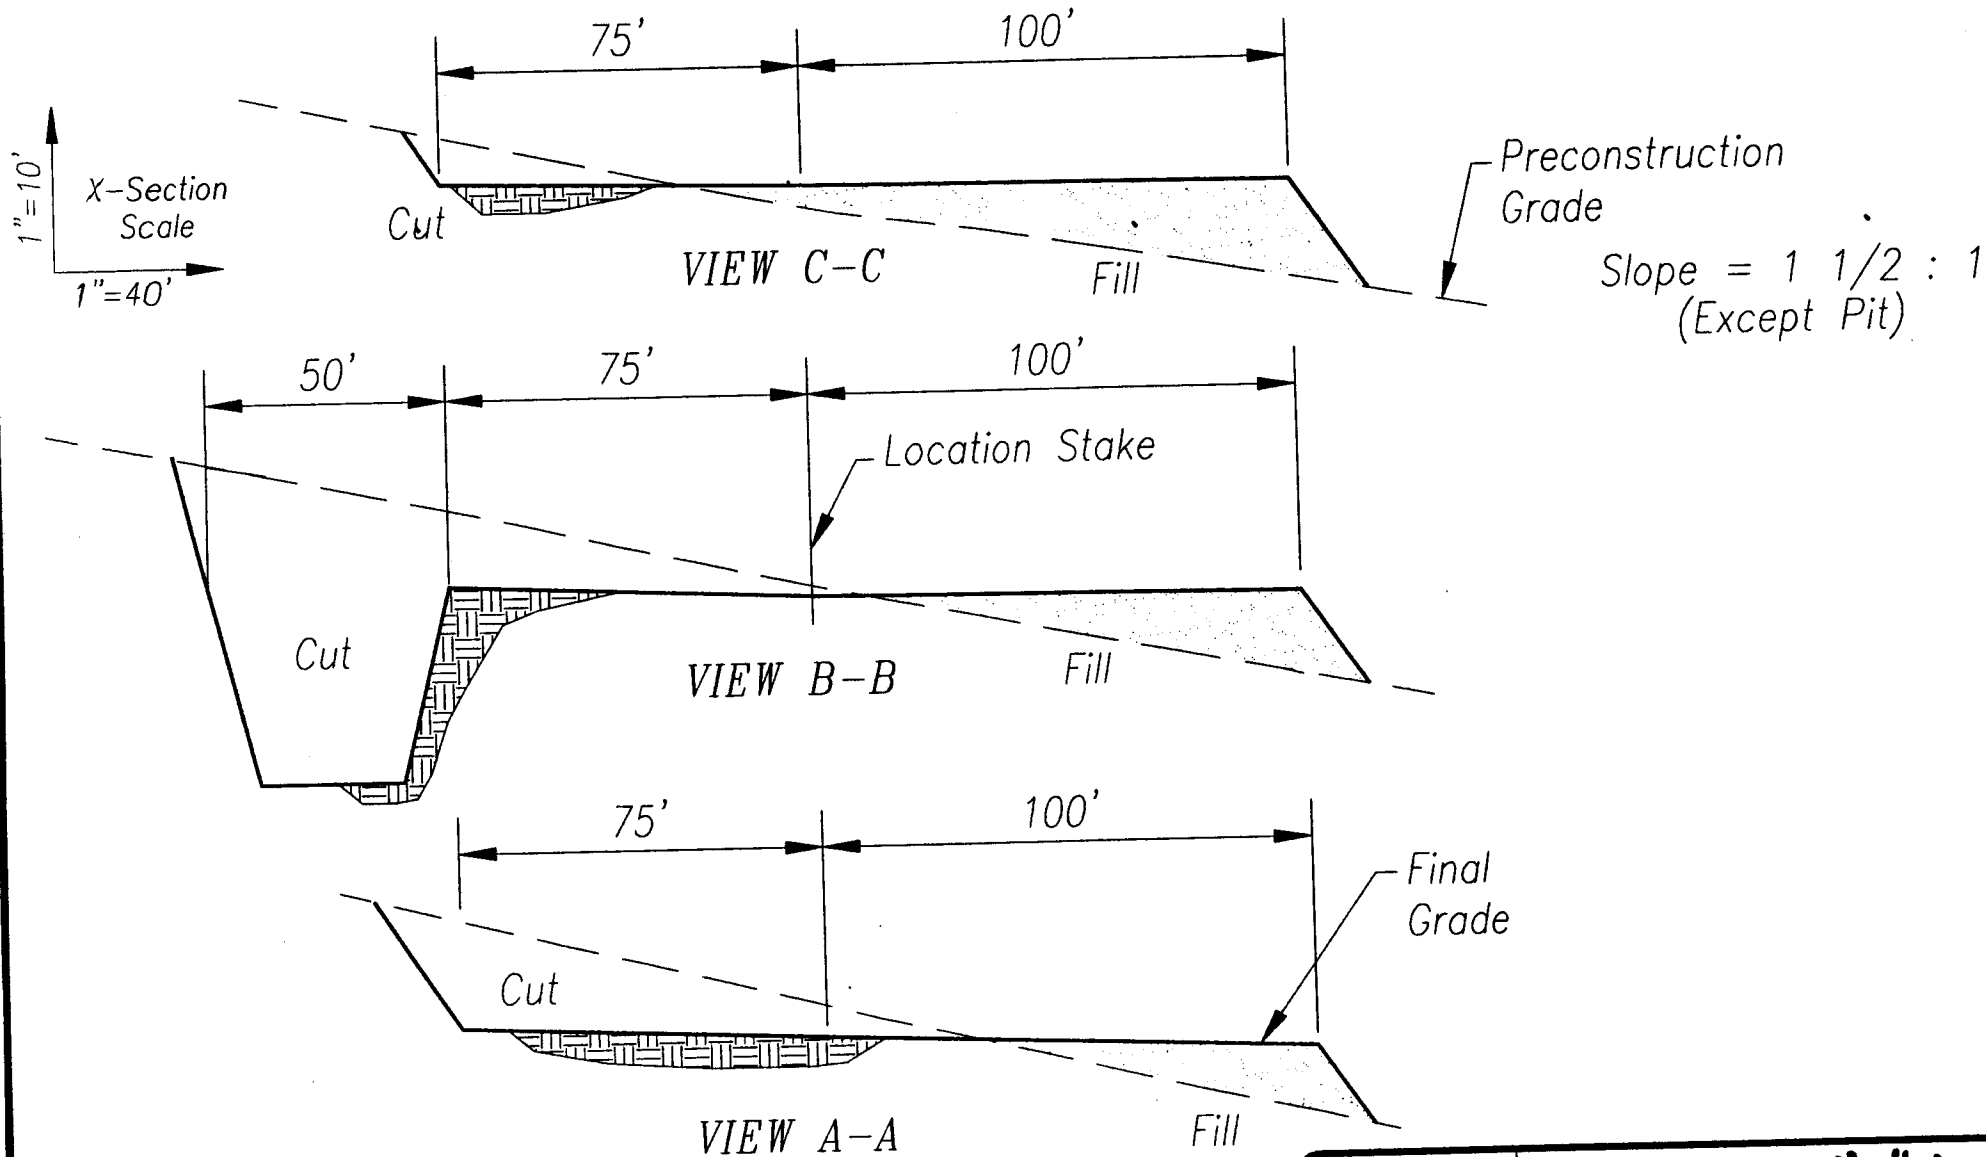 75'
100'
1"=10'
X-Section
Scale
1"=40'
Cut
VIEW C-C
Fill
Preconstruction
Grade
Slope = 1 1/2 : 1
(Except Pit)
50'
75'
100'
Location Stake
Cut
VIEW B-B
Fill
75'
100'
Final
Grade
Cut
VIEW A-A
Fill